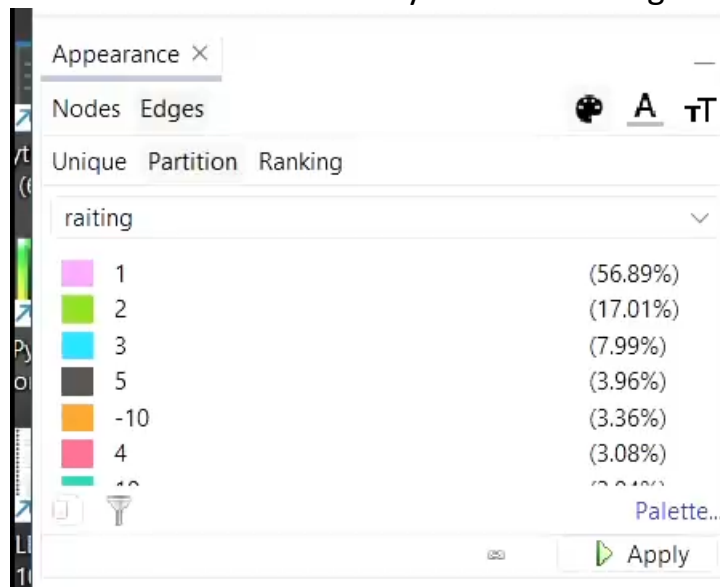 Appearance ×
Nodes Edges A TT
Unique Partition Ranking
raiting
1 (56.89%)
2 (17.01%)
3 (7.99%)
5 (3.96%)
-10 (3.36%)
4 (3.08%)
Palette...
Apply